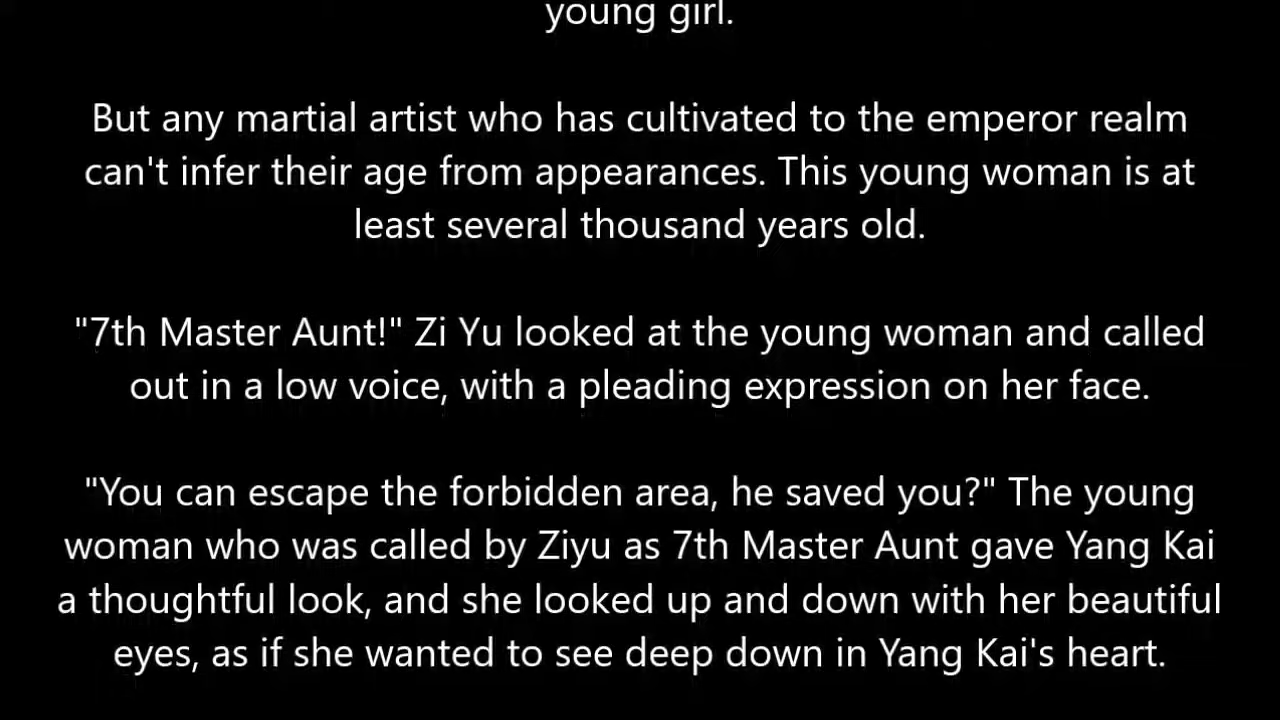 young girl.
But any martial artist who has cultivated to the emperor realm
can't infer their age from appearances. This young woman is at
least several thousand years old.
"7th Master Aunt!" Zi Yu looked at the young woman and called
out in a low voice, with a pleading expression on her face.
"You can escape the forbidden area, he saved you?" The young
woman who was called by Ziyu as 7th Master Aunt gave Yang Kai
a thoughtful look, and she looked up and down with her beautiful
eyes, as if she wanted to see deep down in Yang Kai's heart.